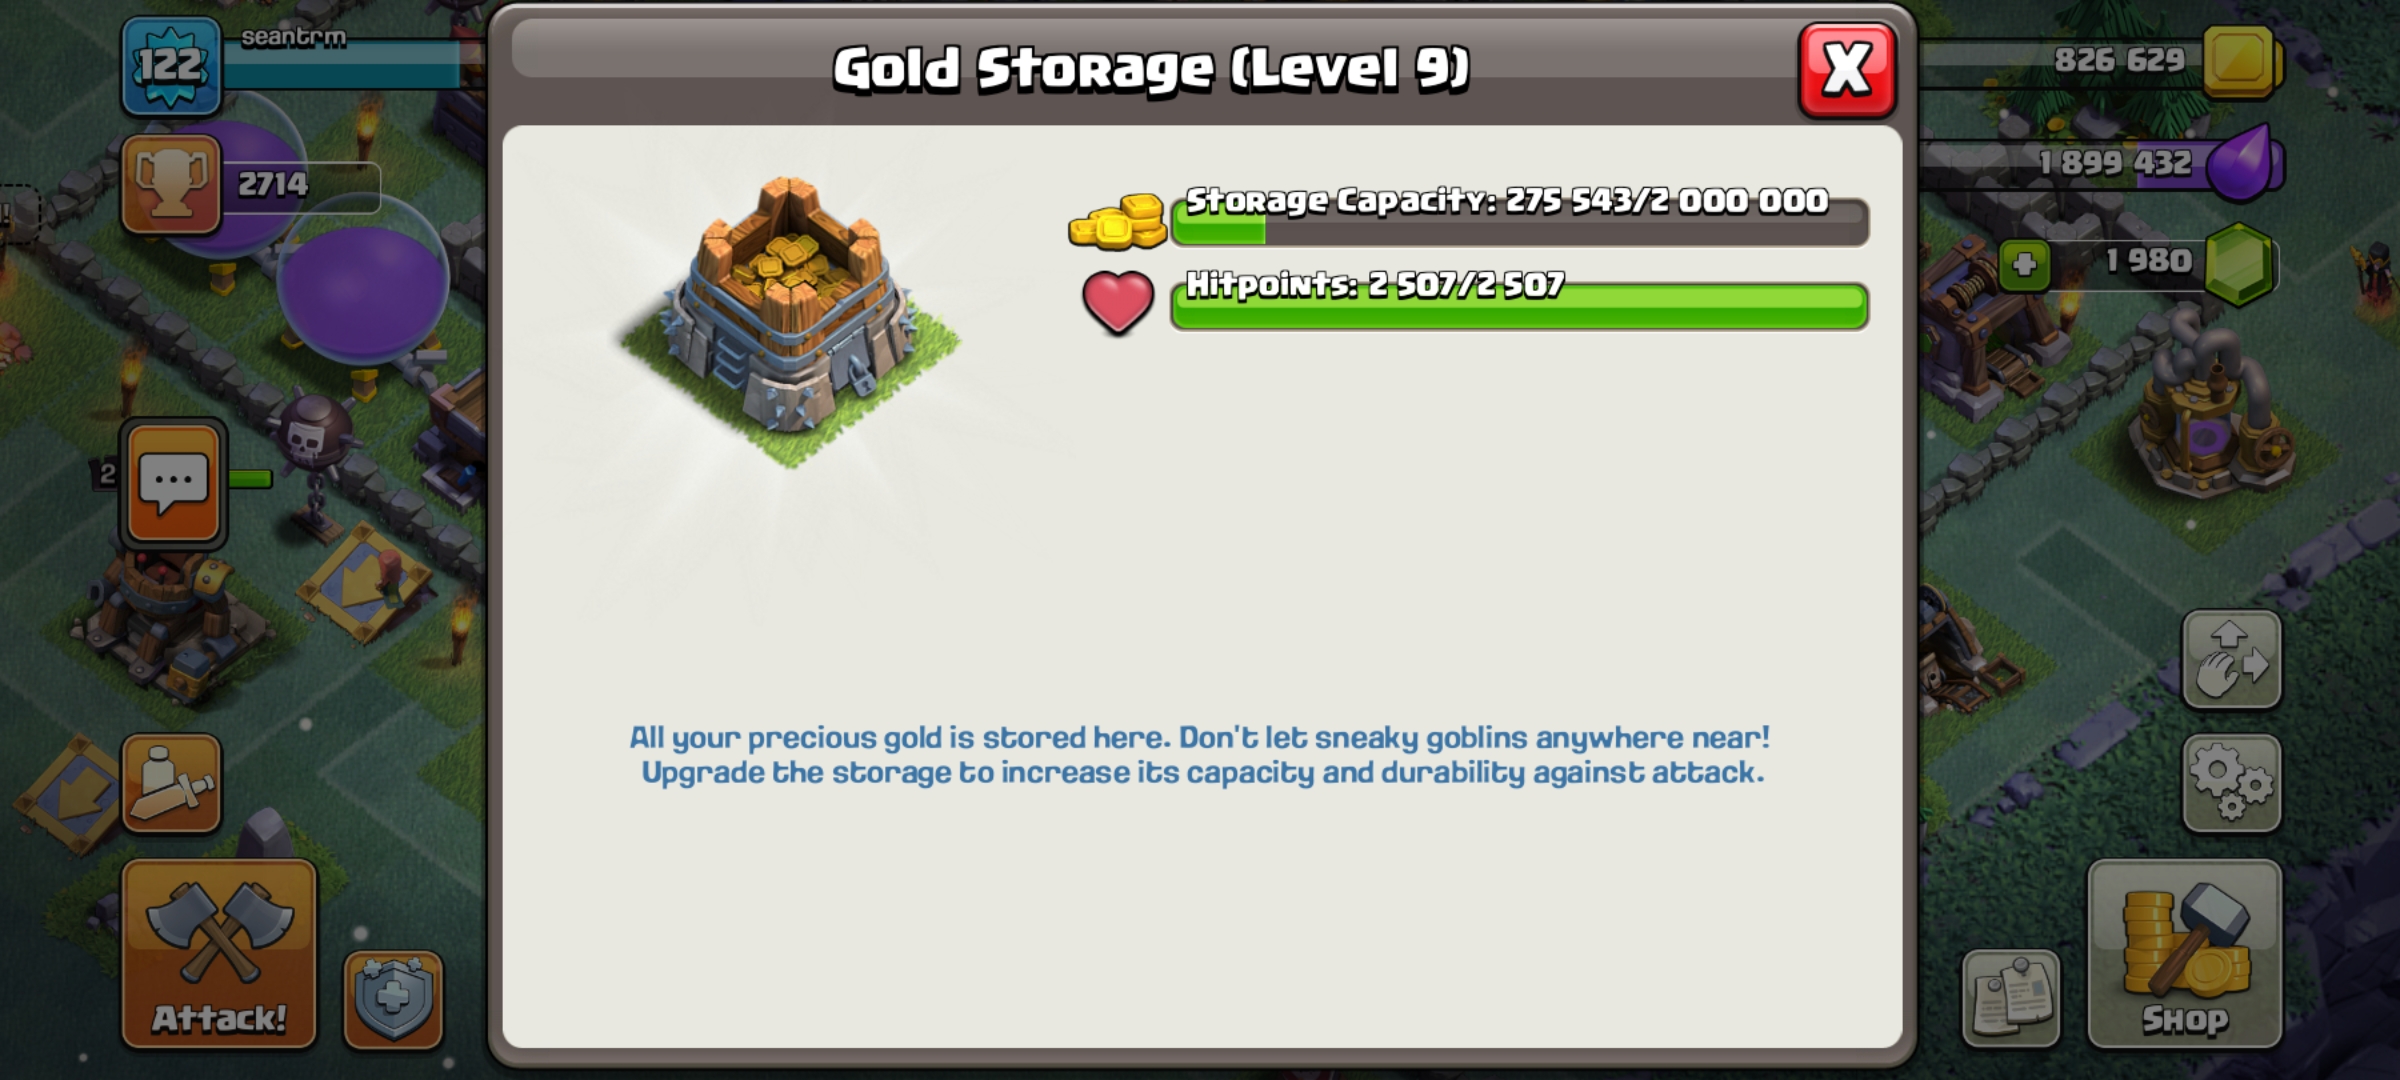 122
seantrm
2714
2
Attack!
Gold Storage (Level 9)
X
Storage Capacity: 275 543/2 000 000
Hitpoints: 2 507/2 507
All your precious gold is stored here. Don't let sneaky goblins anywhere near!
Upgrade the storage to increase its capacity and durability against attack.
826 629
1 899 432
1 980
Shop